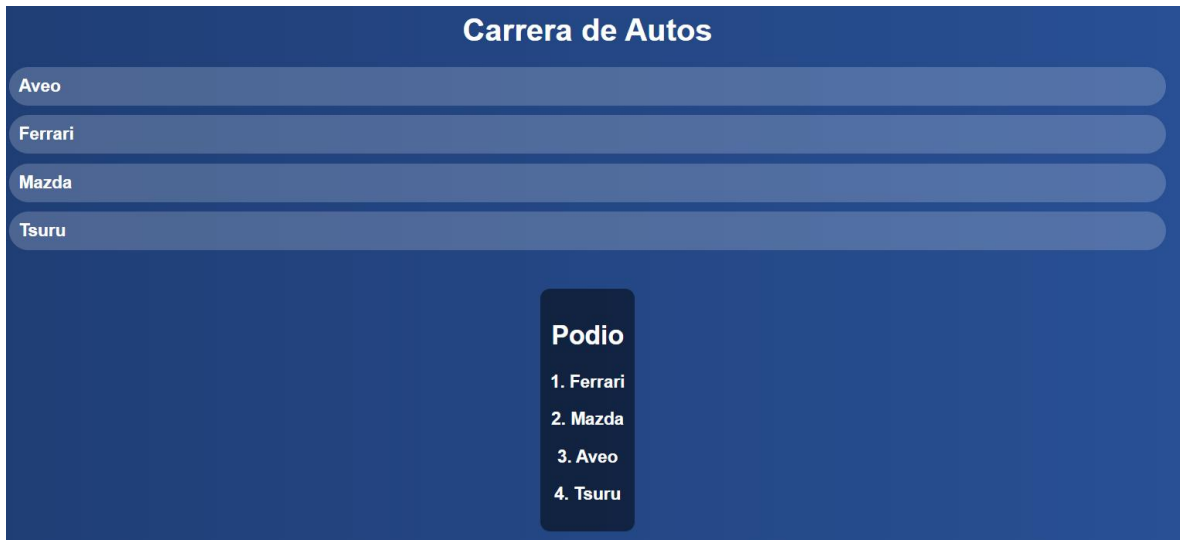 Carrera de Autos
Aveo
Ferrari
Mazda
Tsuru
Podio
1. Ferrari
2. Mazda
3. Aveo
4. Tsuru